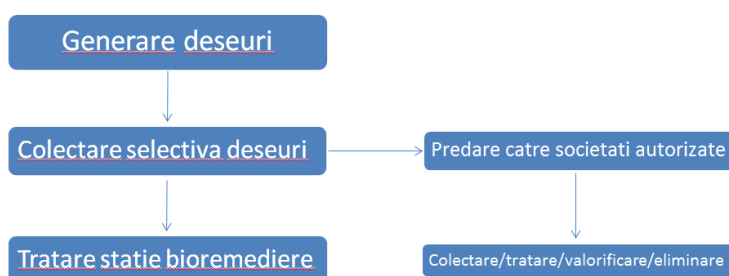 Generare deseuri
Colectare selectiva deseuri
Predare catre societati autorizate
Tratare statie bioremediere
Colectare/tratare/valorificare/eliminare